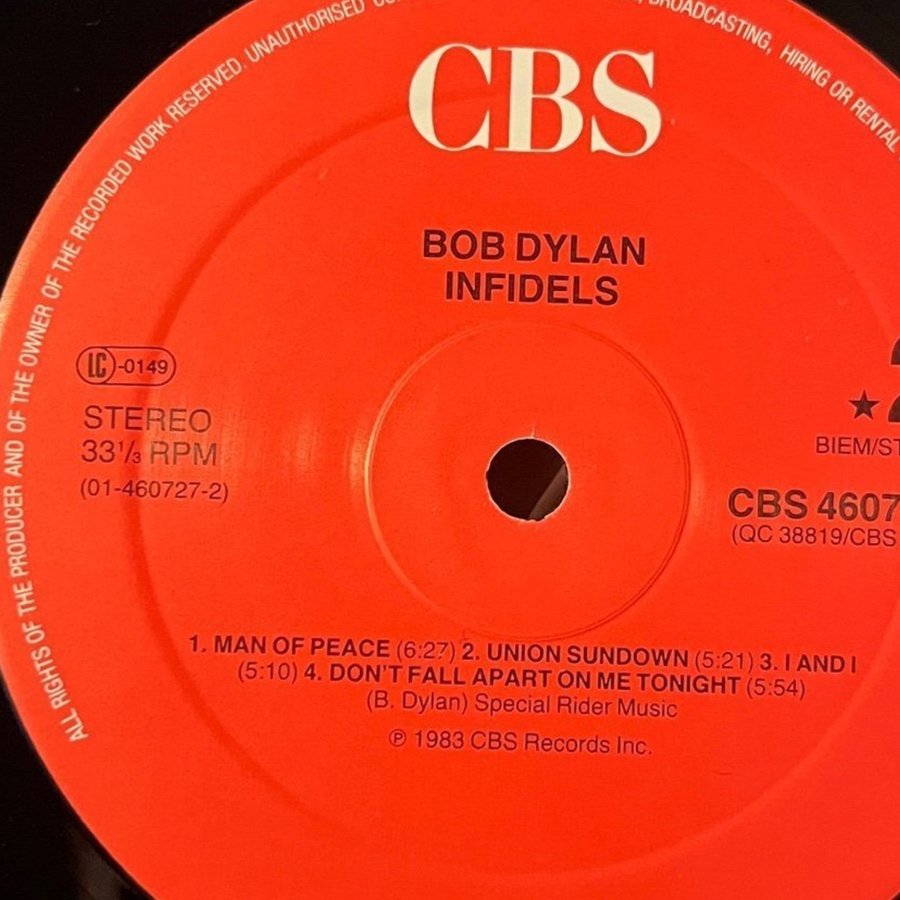 ALL RIGHTS OF THE PRODUCER AND OF THE OWNER OF THE RECORDED WORK RESERVED. UNAUTHORISED
BROADCASTING, HIRING OR RENTAL
CBS
BOB DYLAN
INFIDELS
LC-0149
STEREO
33 1/3 RPM
(01-460727-2)
2
★
BIEM/ST
CBS 4607
(QC 38819/CBS
1. MAN OF PEACE (6:27) 2. UNION SUNDOWN (5:21) 3. I AND I
(5:10) 4. DON'T FALL APART ON ME TONIGHT (5:54)
(B. Dylan) Special Rider Music
℗ 1983 CBS Records Inc.